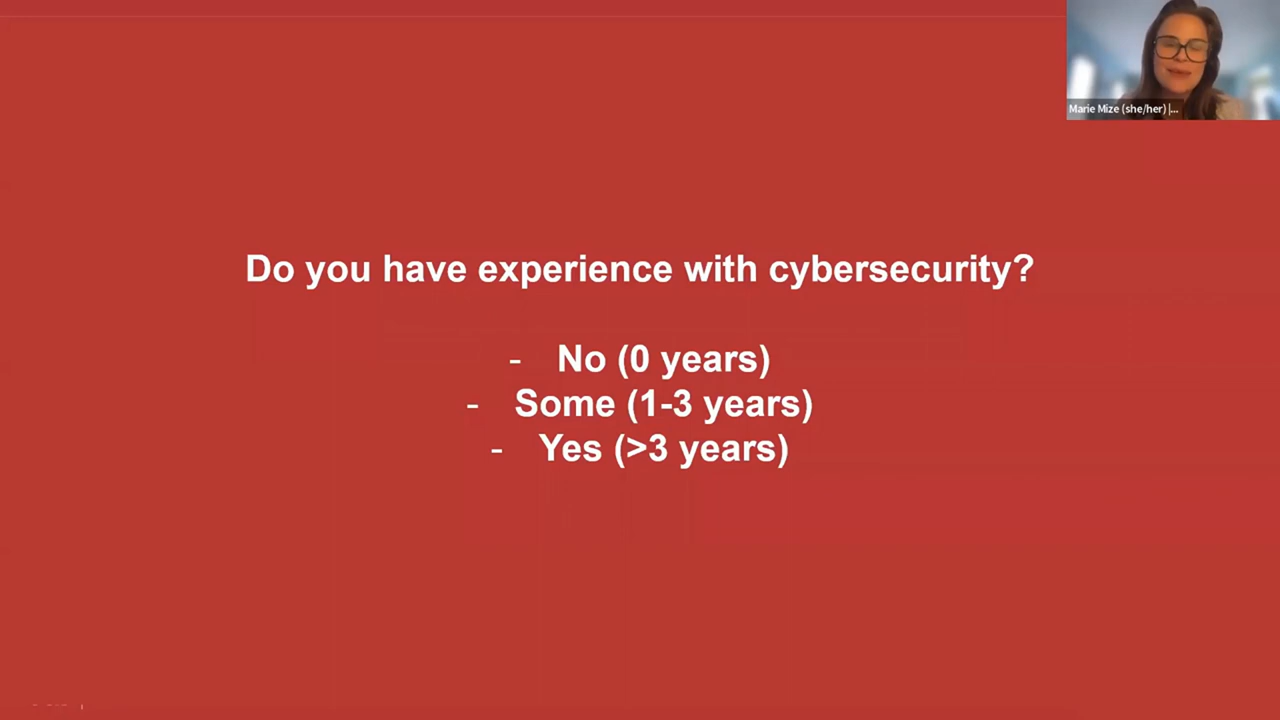 Marie Mize (she/her) |...
Do you have experience with cybersecurity?
- No (0 years)
- Some (1-3 years)
- Yes (>3 years)